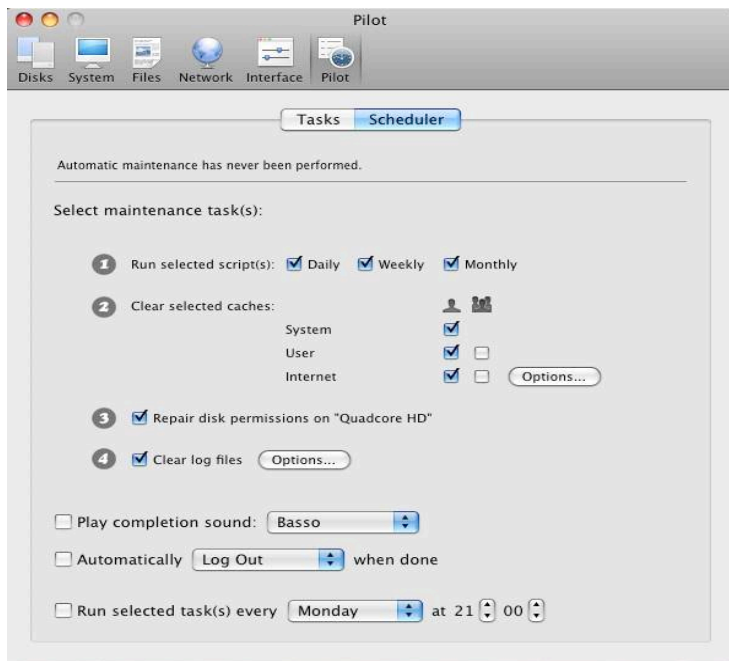 Pilot
Disks System Files Network Interface Pilot
Tasks Scheduler
Automatic maintenance has never been performed.
Select maintenance task(s):
1 Run selected script(s): Daily Weekly Monthly
2 Clear selected caches:
System
User
Internet Options...
3 Repair disk permissions on "Quadcore HD"
4 Clear log files Options...
Play completion sound: Basso
Automatically Log Out when done
Run selected task(s) every Monday at 21 00